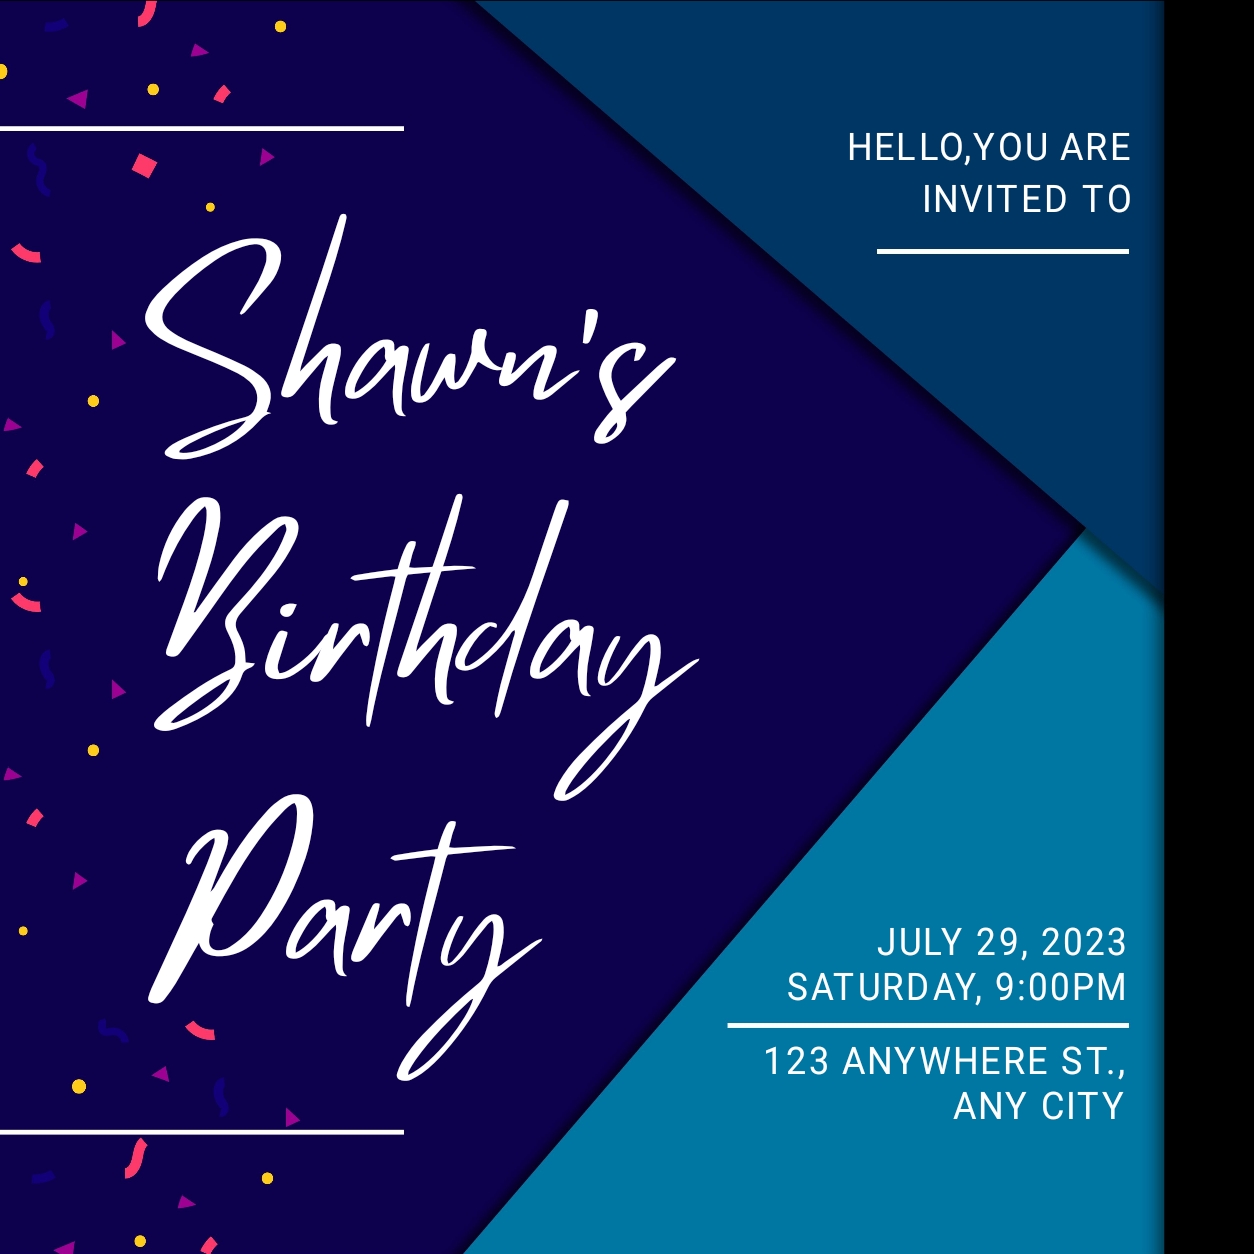 HELLO,YOU ARE
INVITED TO
Shawn's
Birthday
Party
JULY 29, 2023
SATURDAY, 9:00PM
123 ANYWHERE ST.,
ANY CITY